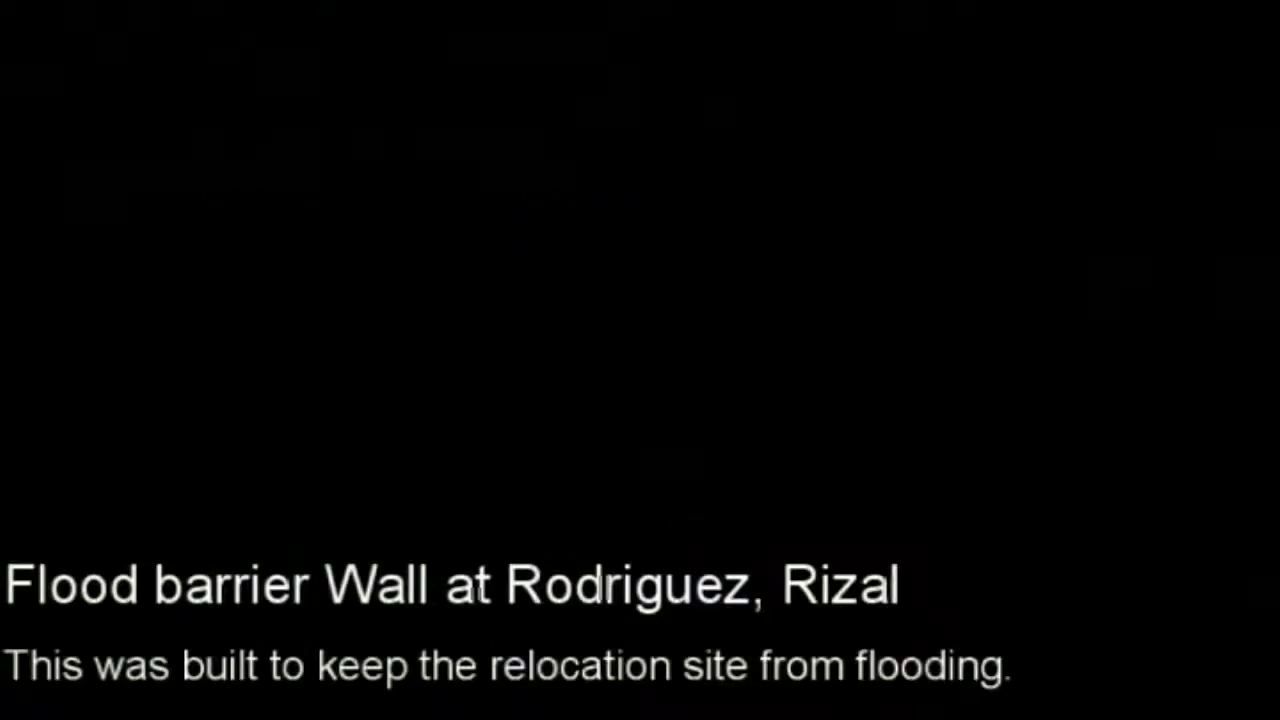 Flood barrier Wall at Rodriguez, Rizal
This was built to keep the relocation site from flooding.